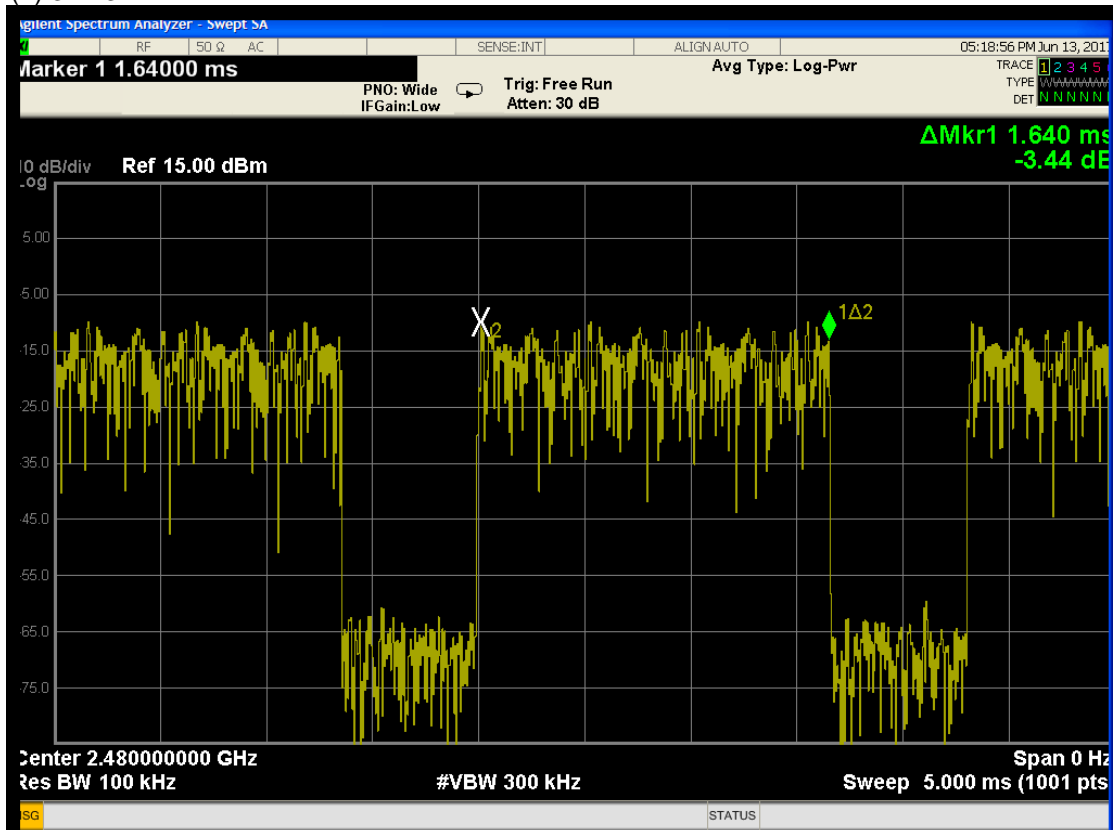 Agilent Spectrum Analyzer - Swept SA
RF 50 Ω AC SENSE:INT ALIGN AUTO 05:18:56 PM Jun 13, 201
Marker 1 1.64000 ms
PNO: Wide
IFGain:Low
Trig: Free Run
Atten: 30 dB
Avg Type: Log-Pwr
TRACE 1 2 3 4 5
TYPE WWWWWW
DET N N N N N
ΔMkr1 1.640 ms
-3.44 dB
10 dB/div Ref 15.00 dBm
Log
5.00
-5.00
-15.0
-25.0
-35.0
-45.0
-55.0
-65.0
-75.0
X2
1Δ2
Center 2.480000000 GHz Span 0 Hz
Res BW 100 kHz #VBW 300 kHz Sweep 5.000 ms (1001 pts
MSG STATUS